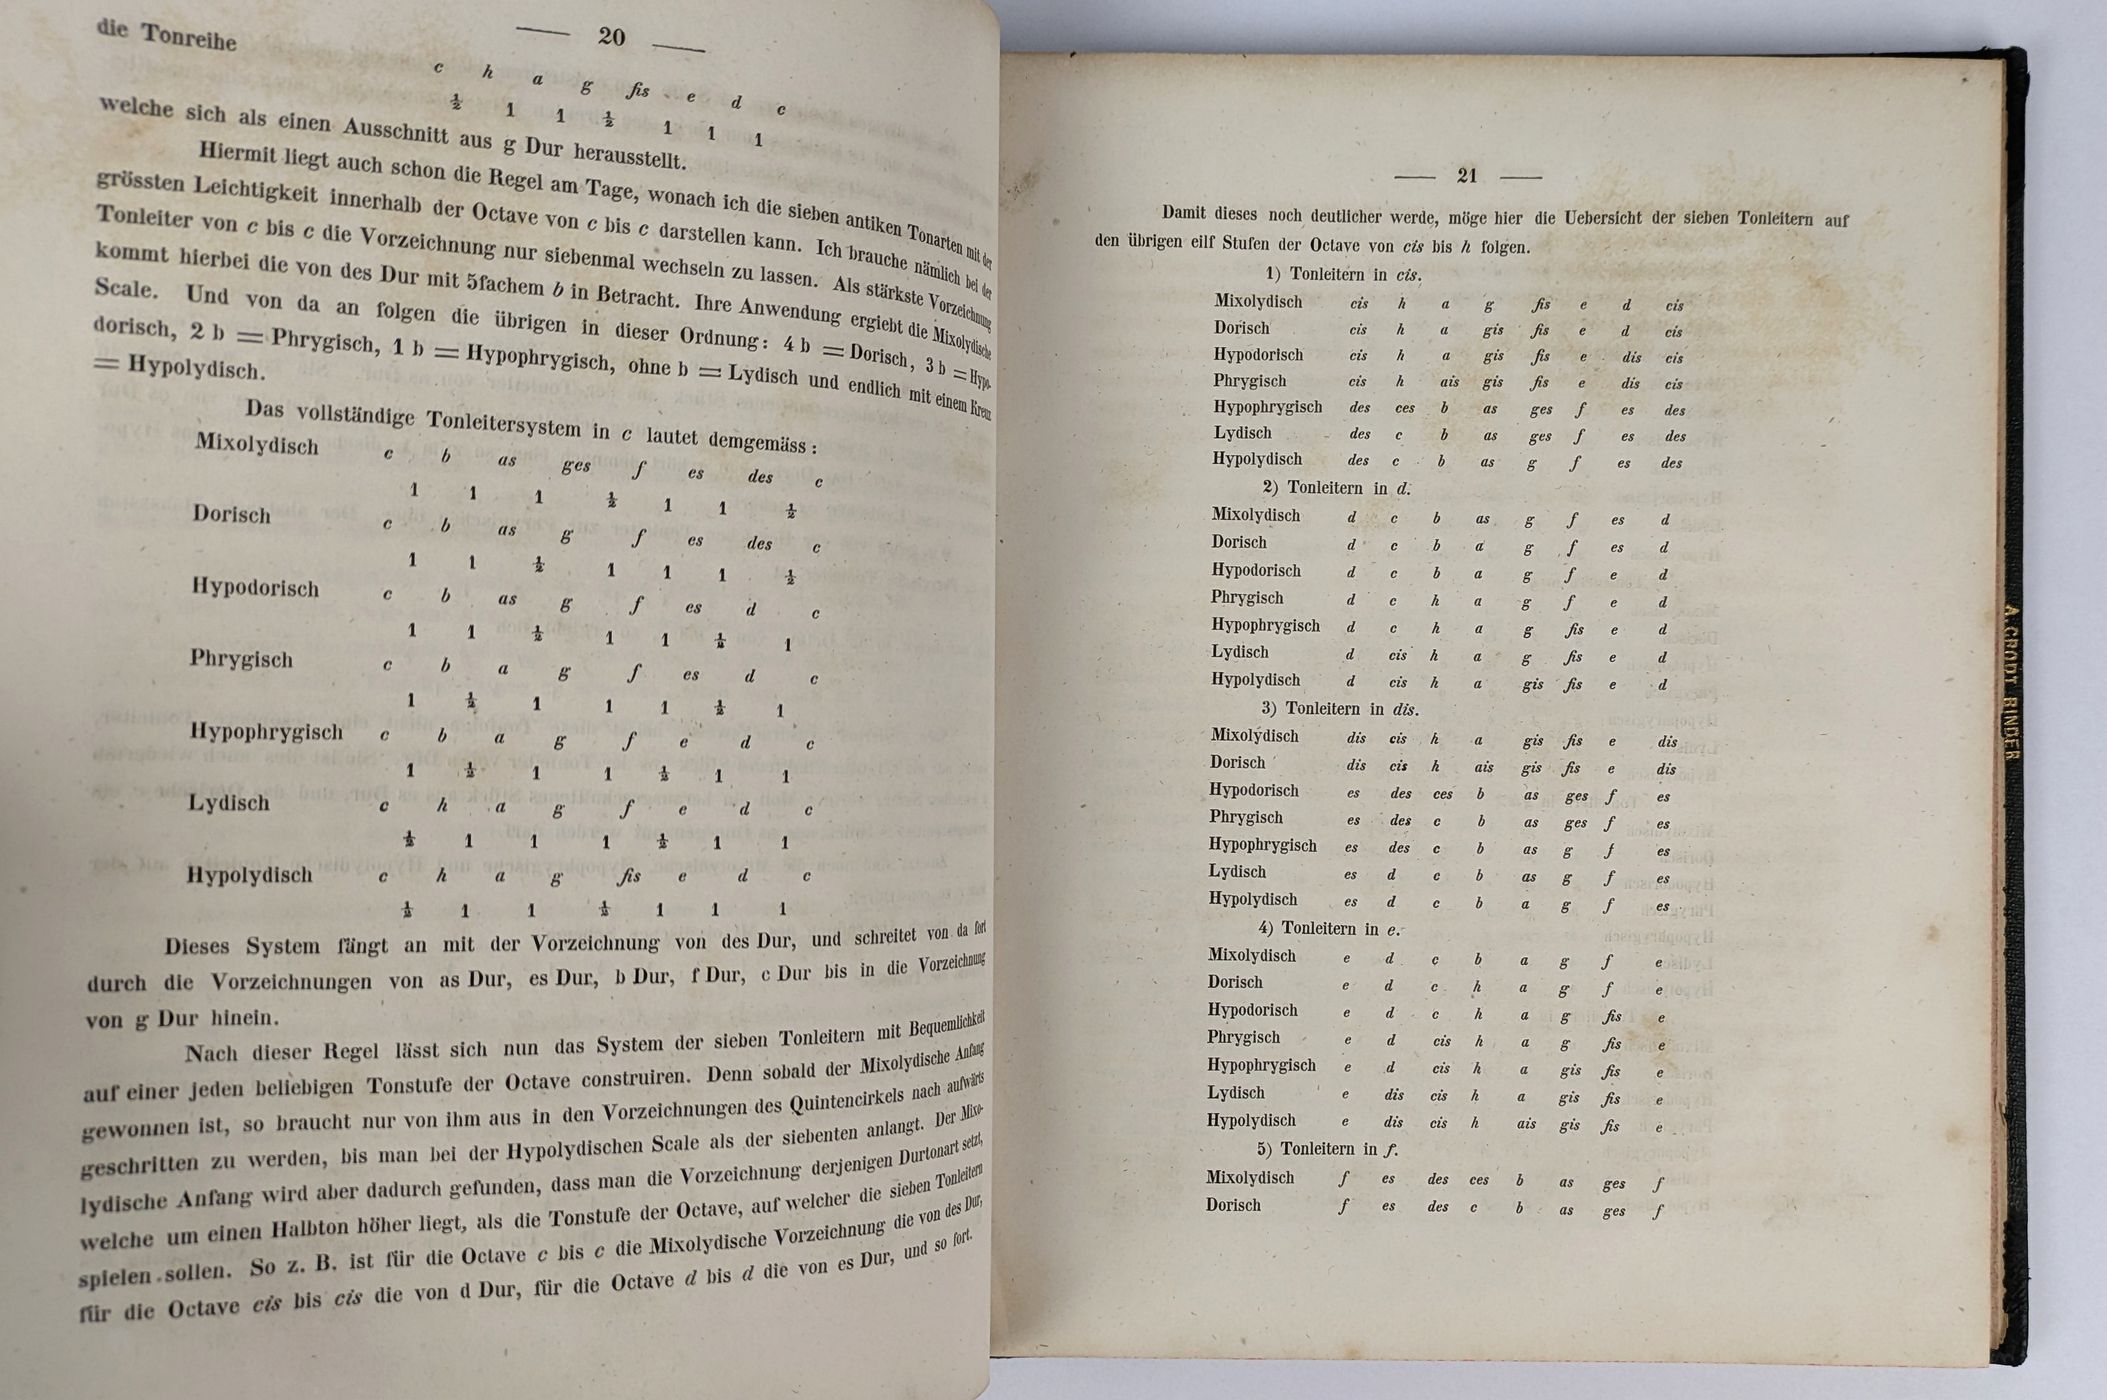 — 20 —
die Tonreihe
c h a g fis e d c
½ 1 1 ½ 1 1 1
welche sich als einen Ausschnitt aus g Dur herausstellt.
Hiermit liegt auch schon die Regel am Tage, wonach ich die sieben antiken Tonarten mit der
grössten Leichtigkeit innerhalb der Octave von c bis c darstellen kann. Ich brauche nämlich bei der
Tonleiter von c bis c die Vorzeichnung nur siebenmal wechseln zu lassen. Als stärkste Vorzeichnung
kommt hierbei die von des Dur mit 5fachem b in Betracht. Ihre Anwendung ergiebt die Mixolydische
Scale. Und von da an folgen die übrigen in dieser Ordnung: 4 b = Dorisch, 3 b = Hypo-
dorisch, 2 b = Phrygisch, 1 b = Hypophrygisch, ohne b = Lydisch und endlich mit einem Kreuz
= Hypolydisch.
Das vollständige Tonleitersystem in c lautet demgemäss:
Mixolydisch c b as ges f es des c
1 1 1 ½ 1 1 ½
Dorisch c b as g f es des c
1 1 ½ 1 1 1 ½
Hypodorisch c b as g f es d c
1 1 ½ 1 1 ½ 1
Phrygisch c b a g f es d c
1 ½ 1 1 1 ½ 1
Hypophrygisch c b a g f e d c
1 ½ 1 1 ½ 1 1
Lydisch c h a g f e d c
½ 1 1 1 ½ 1 1
Hypolydisch c h a g fis e d c
½ 1 1 ½ 1 1 1
Dieses System fängt an mit der Vorzeichnung von des Dur, und schreitet von da fort
durch die Vorzeichnungen von as Dur, es Dur, b Dur, f Dur, c Dur bis in die Vorzeichnung
von g Dur hinein.
Nach dieser Regel lässt sich nun das System der sieben Tonleitern mit Bequemlichkeit
auf einer jeden beliebigen Tonstufe der Octave construiren. Denn sobald der Mixolydische Anfang
gewonnen ist, so braucht nur von ihm aus in den Vorzeichnungen des Quintencirkels nach aufwärts
geschritten zu werden, bis man bei der Hypolydischen Scale als der siebenten anlangt. Der Mixo-
lydische Anfang wird aber dadurch gefunden, dass man die Vorzeichnung derjenigen Durtonart setzt,
welche um einen Halbton höher liegt, als die Tonstufe der Octave, auf welcher die sieben Tonleitern
spielen sollen. So z. B. ist für die Octave c bis c die Mixolydische Vorzeichnung die von des Dur,
für die Octave cis bis cis die von d Dur, für die Octave d bis d die von es Dur, und so fort.
— 21 —
Damit dieses noch deutlicher werde, möge hier die Uebersicht der sieben Tonleitern auf
den übrigen eilf Stufen der Octave von cis bis h folgen.
1) Tonleitern in cis.
Mixolydisch cis h a g fis e d cis
Dorisch cis h a gis fis e d cis
Hypodorisch cis h a gis fis e dis cis
Phrygisch cis h ais gis fis e dis cis
Hypophrygisch des ces b as ges f es des
Lydisch des c b as ges f es des
Hypolydisch des c b as g f es des
2) Tonleitern in d.
Mixolydisch d c b as g f es d
Dorisch d c b a g f es d
Hypodorisch d c b a g f e d
Phrygisch d c h a g f e d
Hypophrygisch d c h a g fis e d
Lydisch d cis h a g fis e d
Hypolydisch d cis h a gis fis e d
3) Tonleitern in dis.
Mixolydisch dis cis h a gis fis e dis
Dorisch dis cis h ais gis fis e dis
Hypodorisch es des ces b as ges f es
Phrygisch es des c b as ges f es
Hypophrygisch es des c b as g f es
Lydisch es d c b as g f es
Hypolydisch es d c b a g f es
4) Tonleitern in e.
Mixolydisch e d c b a g f e
Dorisch e d c h a g f e
Hypodorisch e d c h a g fis e
Phrygisch e d cis h a g fis e
Hypophrygisch e d cis h a gis fis e
Lydisch e dis cis h a gis fis e
Hypolydisch e dis cis h ais gis fis e
5) Tonleitern in f.
Mixolydisch f es des ces b as ges f
Dorisch f es des c b as ges f
A. GRODT BINDER